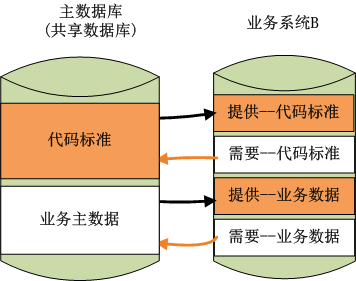 主数据库
(共享数据库)
业务系统B
代码标准
业务主数据
提供--代码标准
需要--代码标准
提供--业务数据
需要--业务数据